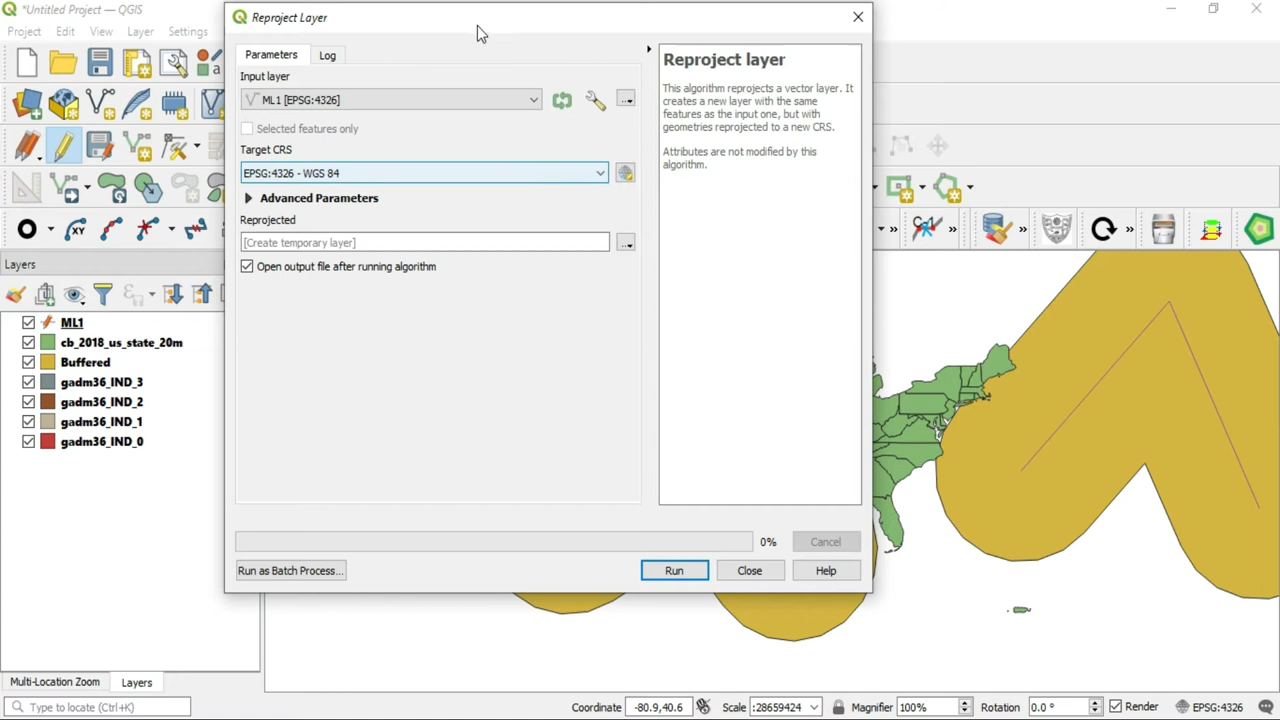 *Untitled Project — QGIS
Project Edit View Layer Settings
Reproject Layer
Parameters Log
Input layer
ML1 [EPSG:4326]
...
Selected features only
Target CRS
EPSG:4326 - WGS 84
Advanced Parameters
Reprojected
[Create temporary layer]
...
Open output file after running algorithm
0%
Cancel
Run as Batch Process...
Run
Close
Help
Reproject layer
This algorithm reprojects a vector layer. It
creates a new layer with the same
features as the input one, but with
geometries reprojected to a new CRS.
Attributes are not modified by this
algorithm.
Layers
ML1
cb_2018_us_state_20m
Buffered
gadm36_IND_3
gadm36_IND_2
gadm36_IND_1
gadm36_IND_0
Multi-Location Zoom Layers
Type to locate (Ctrl+K)
Coordinate -80.9,40.6 Scale :28659424 Magnifier 100% Rotation 0.0 ° Render EPSG:4326